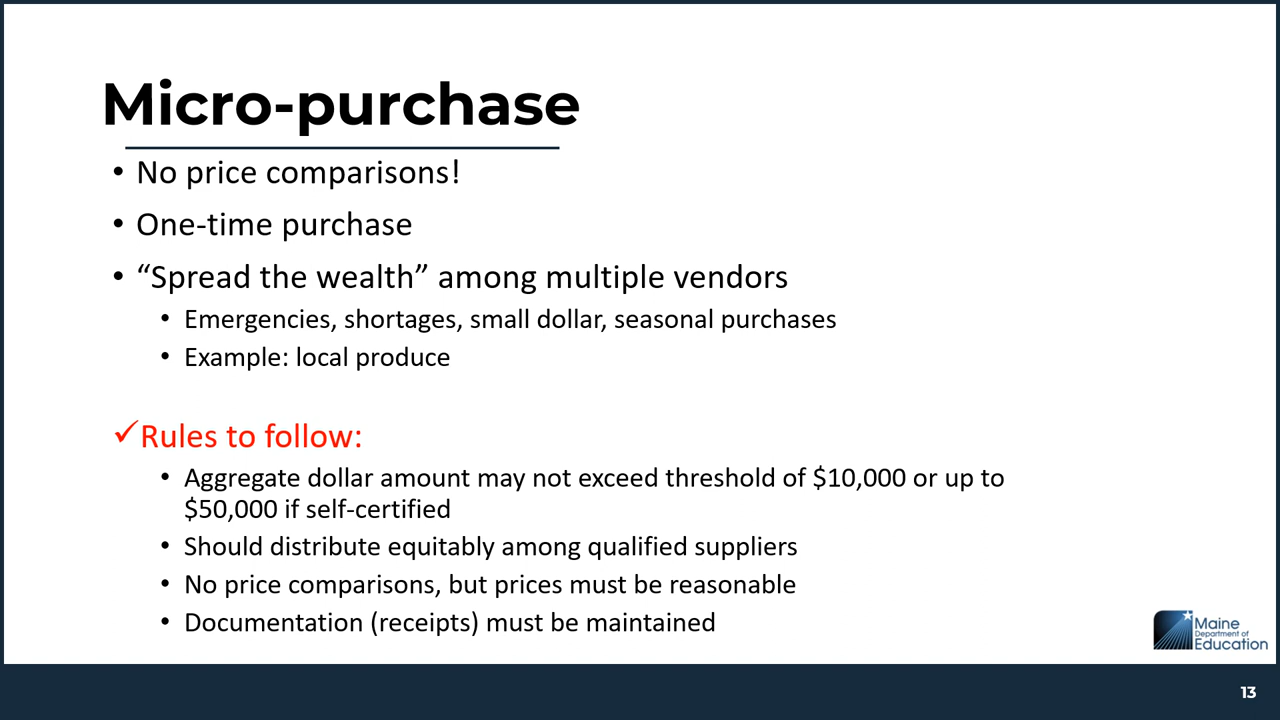 Micro-purchase
• No price comparisons!
• One-time purchase
• “Spread the wealth” among multiple vendors
• Emergencies, shortages, small dollar, seasonal purchases
• Example: local produce
✓Rules to follow:
• Aggregate dollar amount may not exceed threshold of $10,000 or up to
$50,000 if self-certified
• Should distribute equitably among qualified suppliers
• No price comparisons, but prices must be reasonable
• Documentation (receipts) must be maintained
Maine
Department of
Education
13